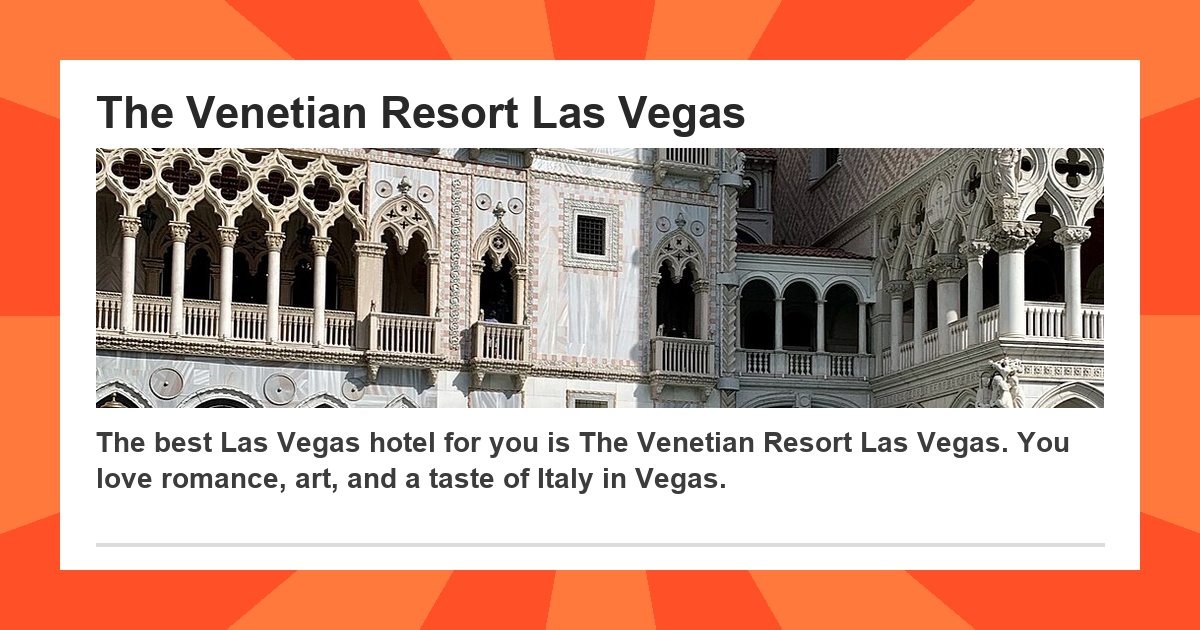 The Venetian Resort Las Vegas
The best Las Vegas hotel for you is The Venetian Resort Las Vegas. You
love romance, art, and a taste of Italy in Vegas.